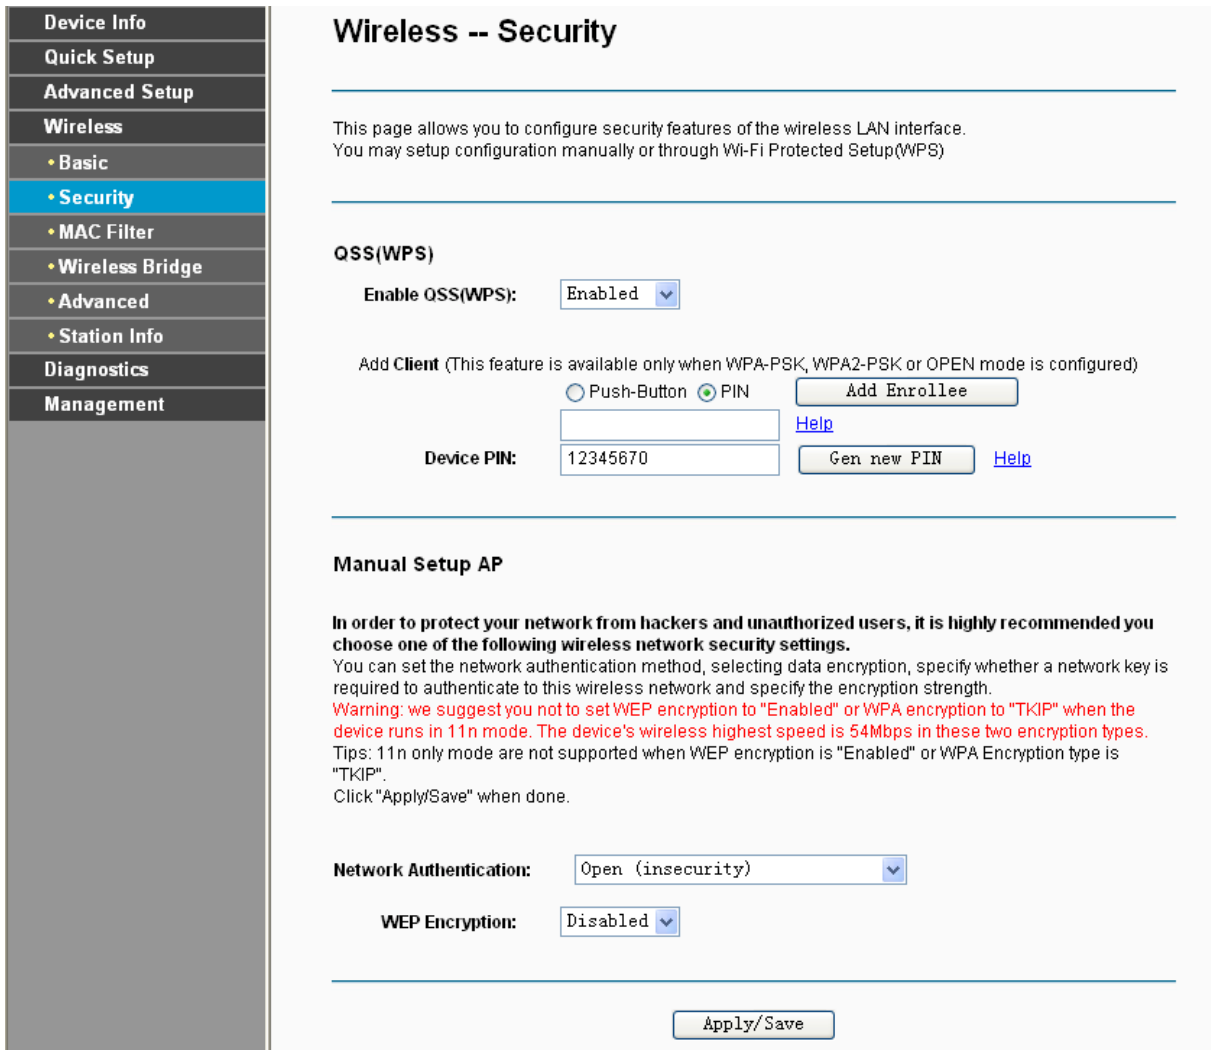 Device Info
Quick Setup
Advanced Setup
Wireless
Basic
Security
MAC Filter
Wireless Bridge
Advanced
Station Info
Diagnostics
Management
Wireless -- Security
This page allows you to configure security features of the wireless LAN interface.
You may setup configuration manually or through Wi-Fi Protected Setup(WPS)
QSS(WPS)
Enable QSS(WPS): Enabled
Add Client (This feature is available only when WPA-PSK, WPA2-PSK or OPEN mode is configured)
Push-Button PIN Add Enrollee
Help
Device PIN: 12345670 Gen new PIN Help
Manual Setup AP
In order to protect your network from hackers and unauthorized users, it is highly recommended you
choose one of the following wireless network security settings.
You can set the network authentication method, selecting data encryption, specify whether a network key is
required to authenticate to this wireless network and specify the encryption strength.
Warning: we suggest you not to set WEP encryption to "Enabled" or WPA encryption to "TKIP" when the
device runs in 11n mode. The device's wireless highest speed is 54Mbps in these two encryption types.
Tips: 11n only mode are not supported when WEP encryption is "Enabled" or WPA Encryption type is
"TKIP".
Click "Apply/Save" when done.
Network Authentication: Open (insecurity)
WEP Encryption: Disabled
Apply/Save